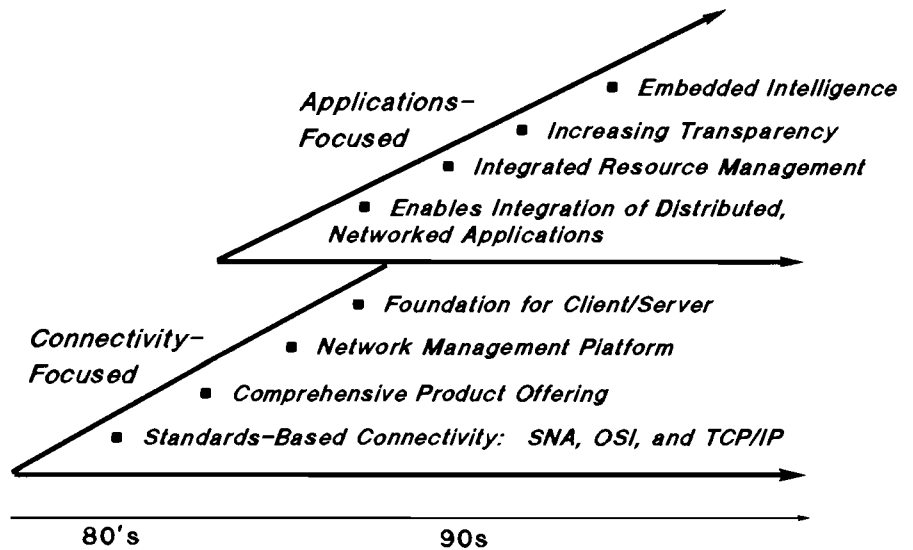 Applications-
Focused
■ Embedded Intelligence
■ Increasing Transparency
■ Integrated Resource Management
■ Enables Integration of Distributed,
Networked Applications
Connectivity-
Focused
■ Foundation for Client/Server
■ Network Management Platform
■ Comprehensive Product Offering
■ Standards-Based Connectivity: SNA, OSI, and TCP/IP
80's
90s